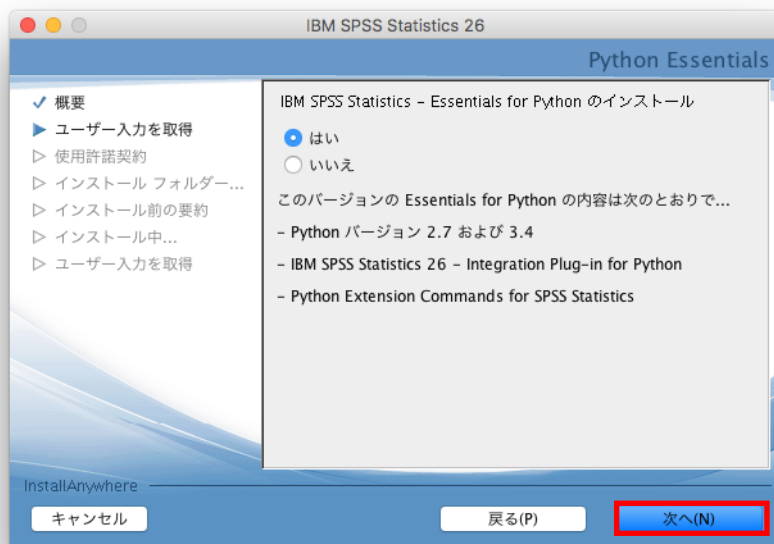 IBM SPSS Statistics 26
Python Essentials
概要
ユーザー入力を取得
使用許諾契約
インストール フォルダー...
インストール前の要約
インストール中...
ユーザー入力を取得
IBM SPSS Statistics - Essentials for Python のインストール
はい
いいえ
このバージョンの Essentials for Python の内容は次のとおりで...
- Python バージョン 2.7 および 3.4
- IBM SPSS Statistics 26 - Integration Plug-in for Python
- Python Extension Commands for SPSS Statistics
InstallAnywhere
キャンセル
戻る(P)
次へ(N)